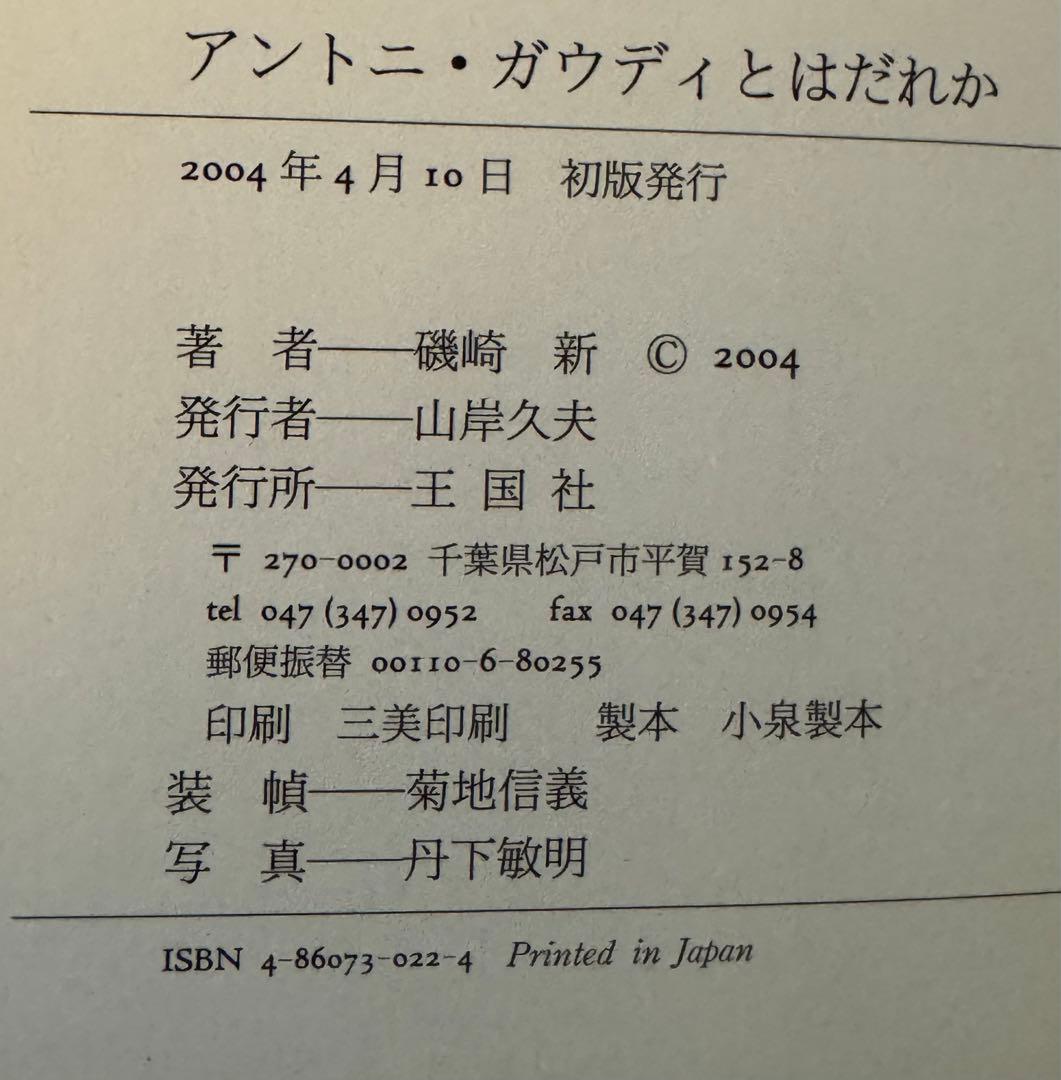 アントニ・ガウディとはだれか
2004年4月10日　初版発行
著　者――磯崎　新　© 2004
発行者――山岸久夫
発行所――王国社
〒 270-0002 千葉県松戸市平賀 152-8
tel 047 (347) 0952　fax 047 (347) 0954
郵便振替 00110-6-80255
印刷　三美印刷　　製本　小泉製本
装　幀――菊地信義
写　真――丹下敏明
ISBN 4-86073-022-4 Printed in Japan